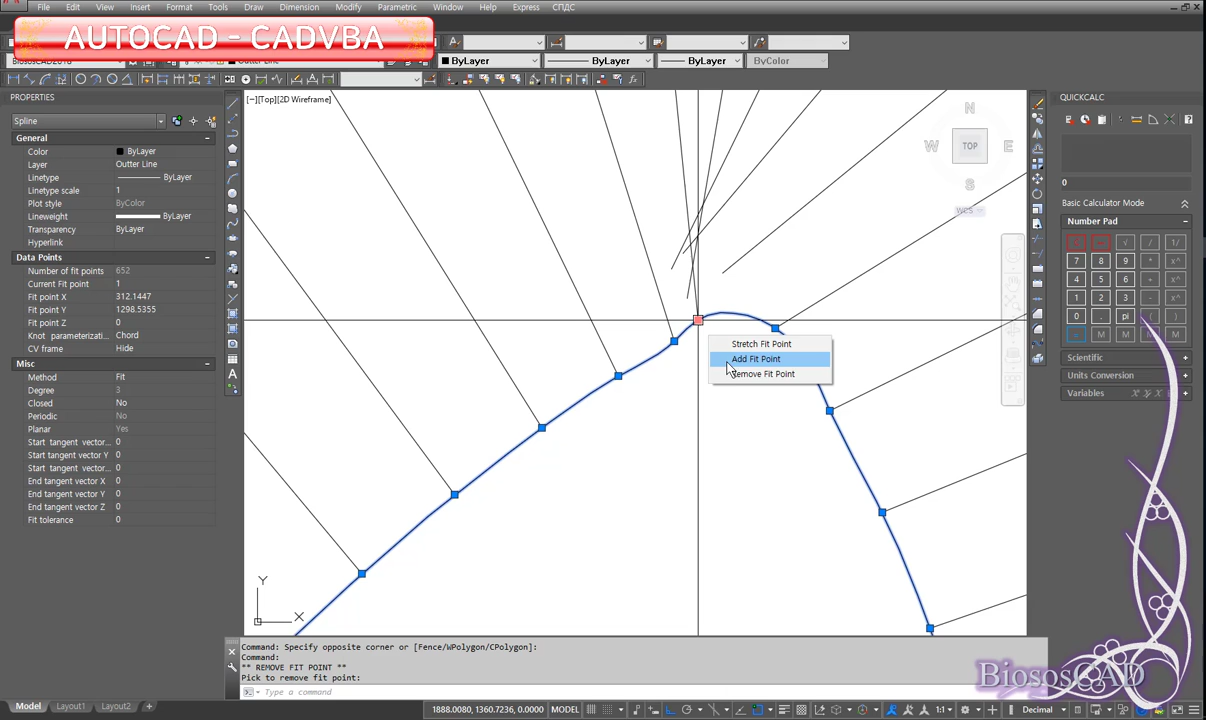 File Edit View Insert Format Tools Draw Dimension Modify Parametric Window Help Express СПДС
AUTOCAD - CADVBA
ByLayer ByLayer ByLayer ByColor
PROPERTIES
Spline
General
Color ByLayer
Layer Outter Line
Linetype ByLayer
Linetype scale 1
Plot style ByColor
Lineweight ByLayer
Transparency ByLayer
Hyperlink
Data Points
Number of fit points 652
Current Fit point 1
Fit point X 312.1447
Fit point Y 1298.5355
Fit point Z 0
Knot parameterizati... Chord
CV frame Hide
Misc
Method Fit
Degree 3
Closed No
Periodic No
Planar Yes
Start tangent vector... 0
Start tangent vector Y 0
Start tangent vector... 0
End tangent vector X 0
End tangent vector Y 0
End tangent vector Z 0
Fit tolerance 0
[−][Top][2D Wireframe]
N
W TOP E
S
WCS
Stretch Fit Point
Add Fit Point
Remove Fit Point
Y
X
QUICKCALC
0
Basic Calculator Mode
Number Pad
7 8 9
4 5 6
1 2 3
0 . pi ( )
Scientific
Units Conversion
Variables
Command: Specify opposite corner or [Fence/WPolygon/CPolygon]:
Command:
** REMOVE FIT POINT **
Pick to remove fit point:
Type a command
BiososCAD
Model Layout1 Layout2 +
1888.0080, 1360.7236, 0.0000 MODEL 1:1 Decimal